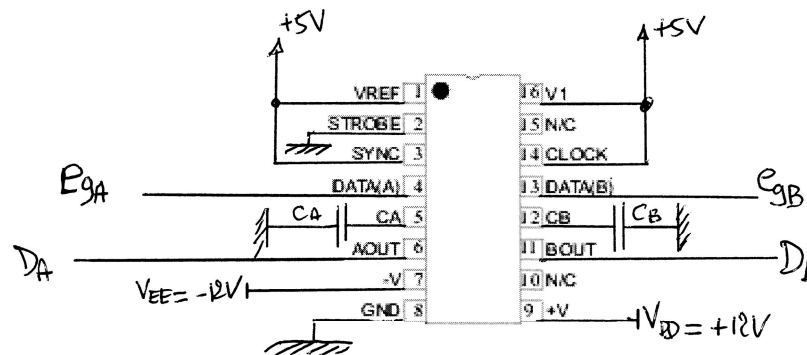 +5V +5V
VREF 1 16 V1
STROBE 2 15 N/C
SYNC 3 14 CLOCK
egA DATA(A) 4 13 DATA(B) egB
CA CA 5 12 CB CB
DA AOUT 6 11 BOUT D
VEE = -12V -V 7 10 N/C
GND 8 9 +V VDD = +12V